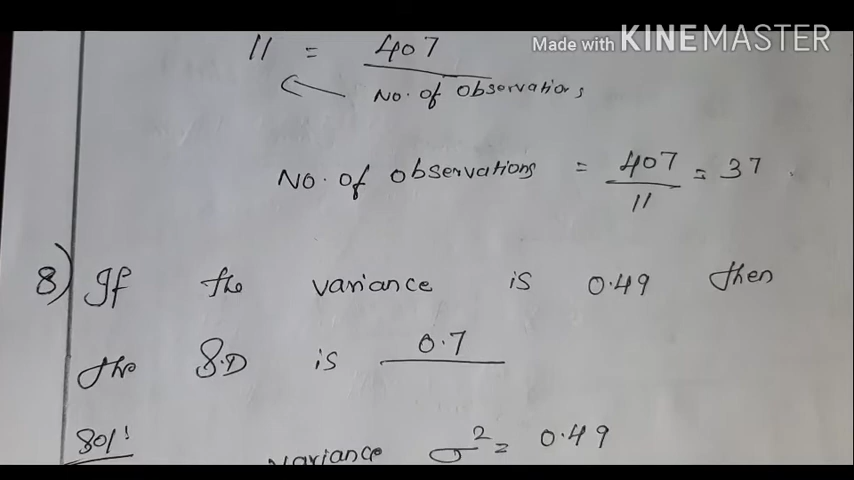 Made with KINEMASTER
11 = 407
No. of observations
No. of observations = 407 = 37
11
8) If the variance is 0.49 then
the S.D is 0.7
Sol!
variance σ² = 0.49